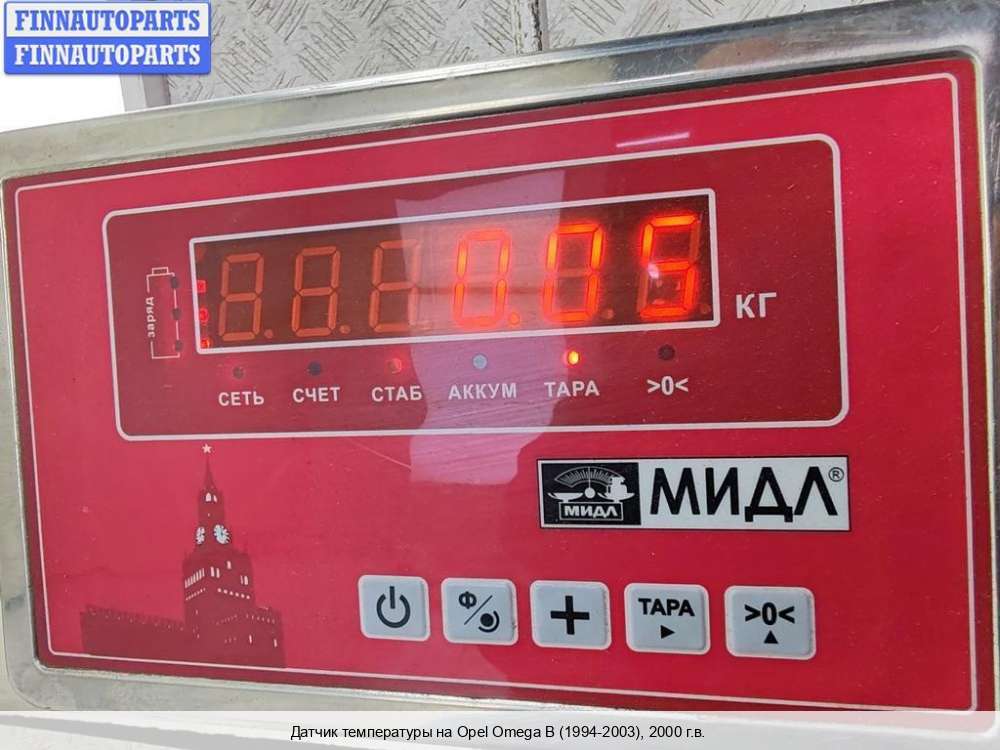 FINNAUTOPARTS
FINNAUTOPARTS
заряд
0.05 КГ
СЕТЬ СЧЕТ СТАБ АККУМ ТАРА >0<
МИДЛ МИДЛ®
Ф ТАРА >0<
Датчик температуры на Opel Omega B (1994-2003), 2000 г.в.